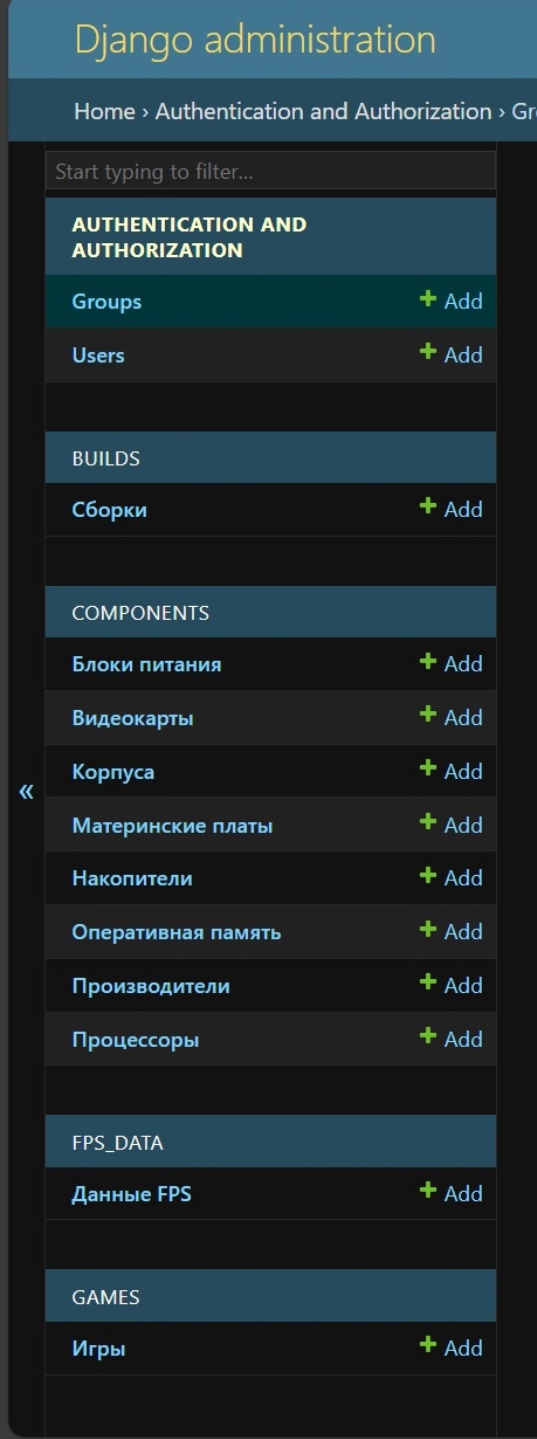 Django administration
Home › Authentication and Authorization ›
Start typing to filter...
AUTHENTICATION AND
AUTHORIZATION
Groups + Add
Users + Add
BUILDS
Сборки + Add
COMPONENTS
Блоки питания + Add
Видеокарты + Add
Корпуса + Add
«
Материнские платы + Add
Накопители + Add
Оперативная память + Add
Производители + Add
Процессоры + Add
FPS_DATA
Данные FPS + Add
GAMES
Игры + Add